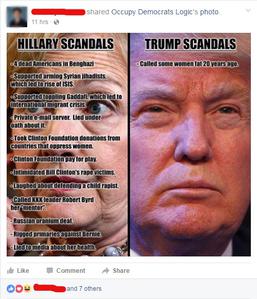 shared Occupy Democrats Logic's photo.
11 hrs ·
HILLARY SCANDALS
- 4 dead Americans in Benghazi
- Supported arming Syrian jihadists,
which led to rise of ISIS.
- Supported toppling Gaddafi, which led to
international migrant crisis.
- Private e-mail server. Lied under
oath about it.
- Took Clinton Foundation donations from
countries that oppress women.
- Clinton Foundation pay for play.
- Intimidated Bill Clinton's rape victims.
- Laughed about defending a child rapist.
- Called KKK leader Robert Byrd
her "mentor".
- Russian uranium deal.
- Rigged primaries against Bernie.
- Lied to media about her health.
TRUMP SCANDALS
- Called some women fat 20 years ago.
Like Comment Share
and 7 others